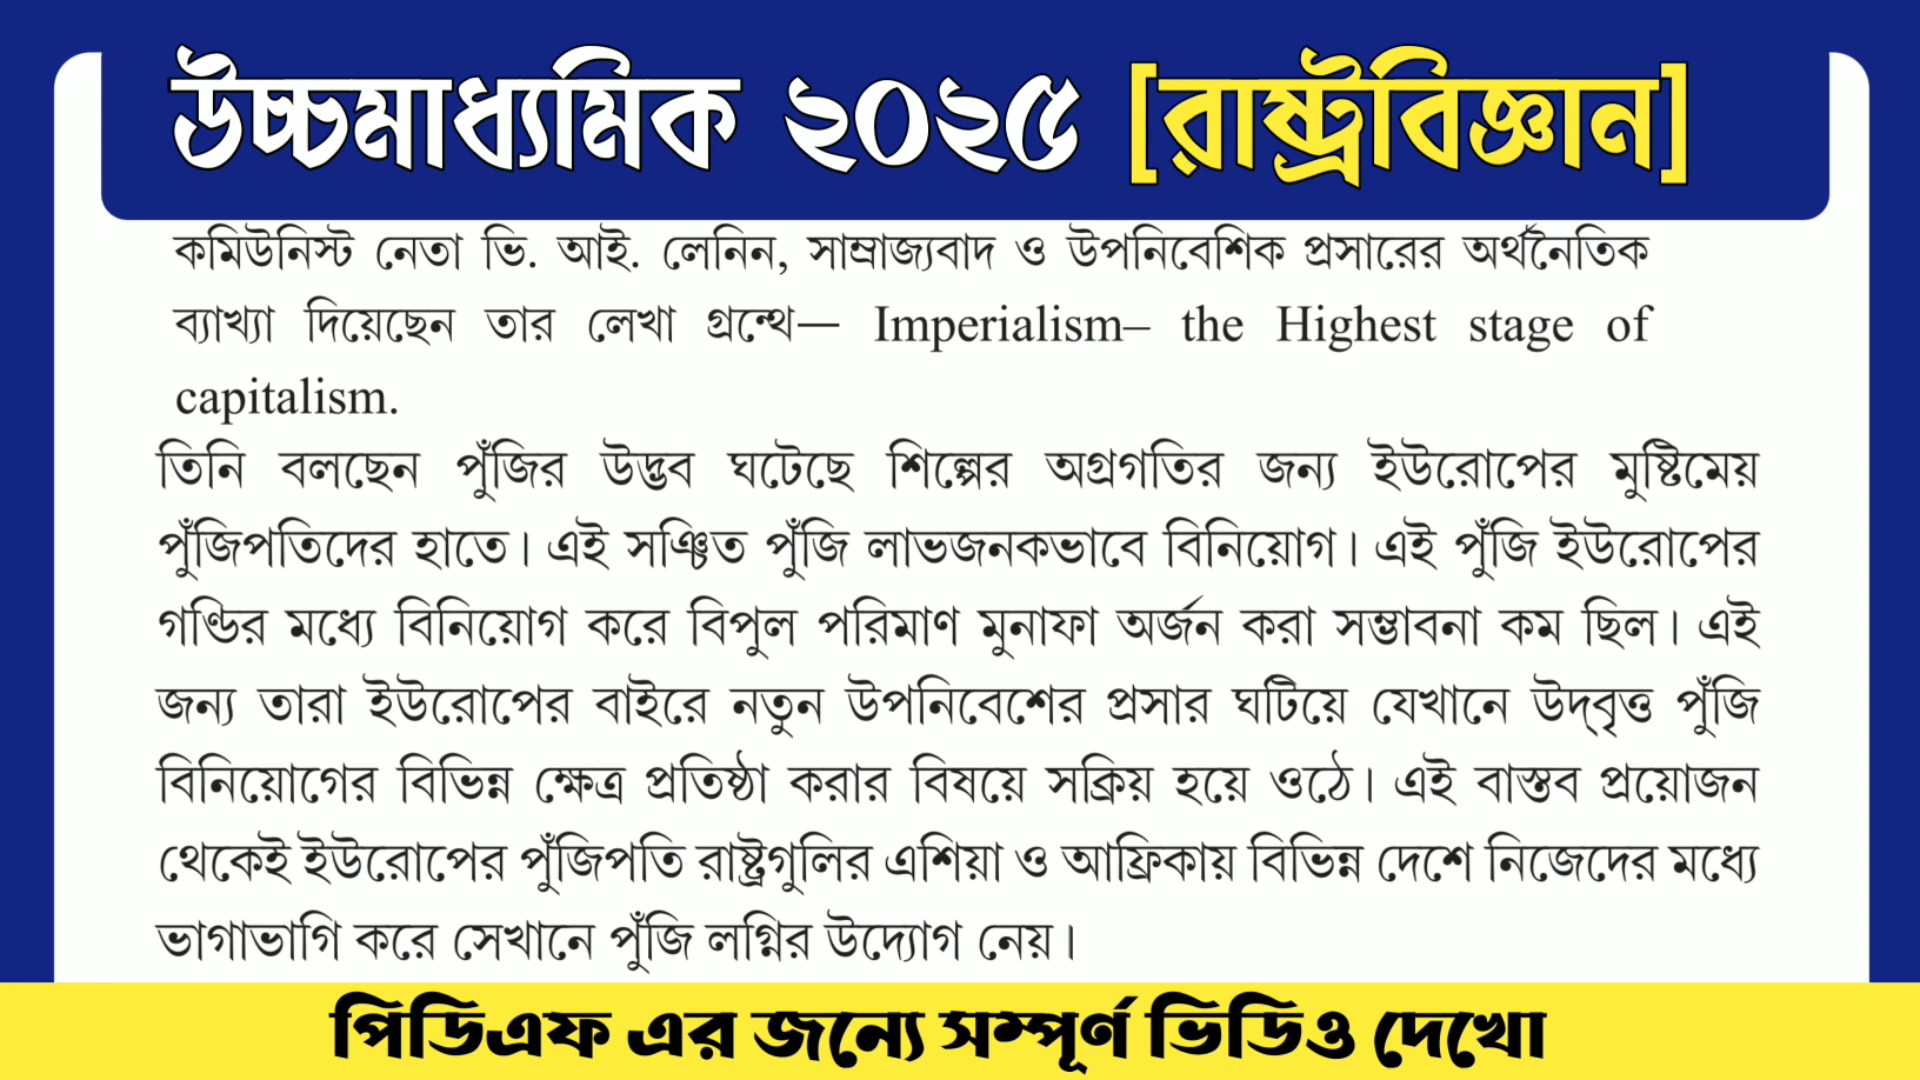 উচ্চমাধ্যমিক ২০২৫ [রাষ্ট্রবিজ্ঞান]
কমিউনিস্ট নেতা ভি. আই. লেনিন, সাম্রাজ্যবাদ ও উপনিবেশিক প্রসারের অর্থনৈতিক
ব্যাখ্যা দিয়েছেন তার লেখা গ্রন্থে— Imperialism– the Highest stage of
capitalism.
তিনি বলছেন পুঁজির উদ্ভব ঘটেছে শিল্পের অগ্রগতির জন্য ইউরোপের মুষ্টিমেয়
পুঁজিপতিদের হাতে। এই সঞ্চিত পুঁজি লাভজনকভাবে বিনিয়োগ। এই পুঁজি ইউরোপের
গণ্ডির মধ্যে বিনিয়োগ করে বিপুল পরিমাণ মুনাফা অর্জন করা সম্ভাবনা কম ছিল। এই
জন্য তারা ইউরোপের বাইরে নতুন উপনিবেশের প্রসার ঘটিয়ে যেখানে উদ্‌বৃত্ত পুঁজি
বিনিয়োগের বিভিন্ন ক্ষেত্র প্রতিষ্ঠা করার বিষয়ে সক্রিয় হয়ে ওঠে। এই বাস্তব প্রয়োজন
থেকেই ইউরোপের পুঁজিপতি রাষ্ট্রগুলির এশিয়া ও আফ্রিকায় বিভিন্ন দেশে নিজেদের মধ্যে
ভাগাভাগি করে সেখানে পুঁজি লগ্নির উদ্যোগ নেয়।
পিডিএফ এর জন্যে সম্পূর্ণ ভিডিও দেখো